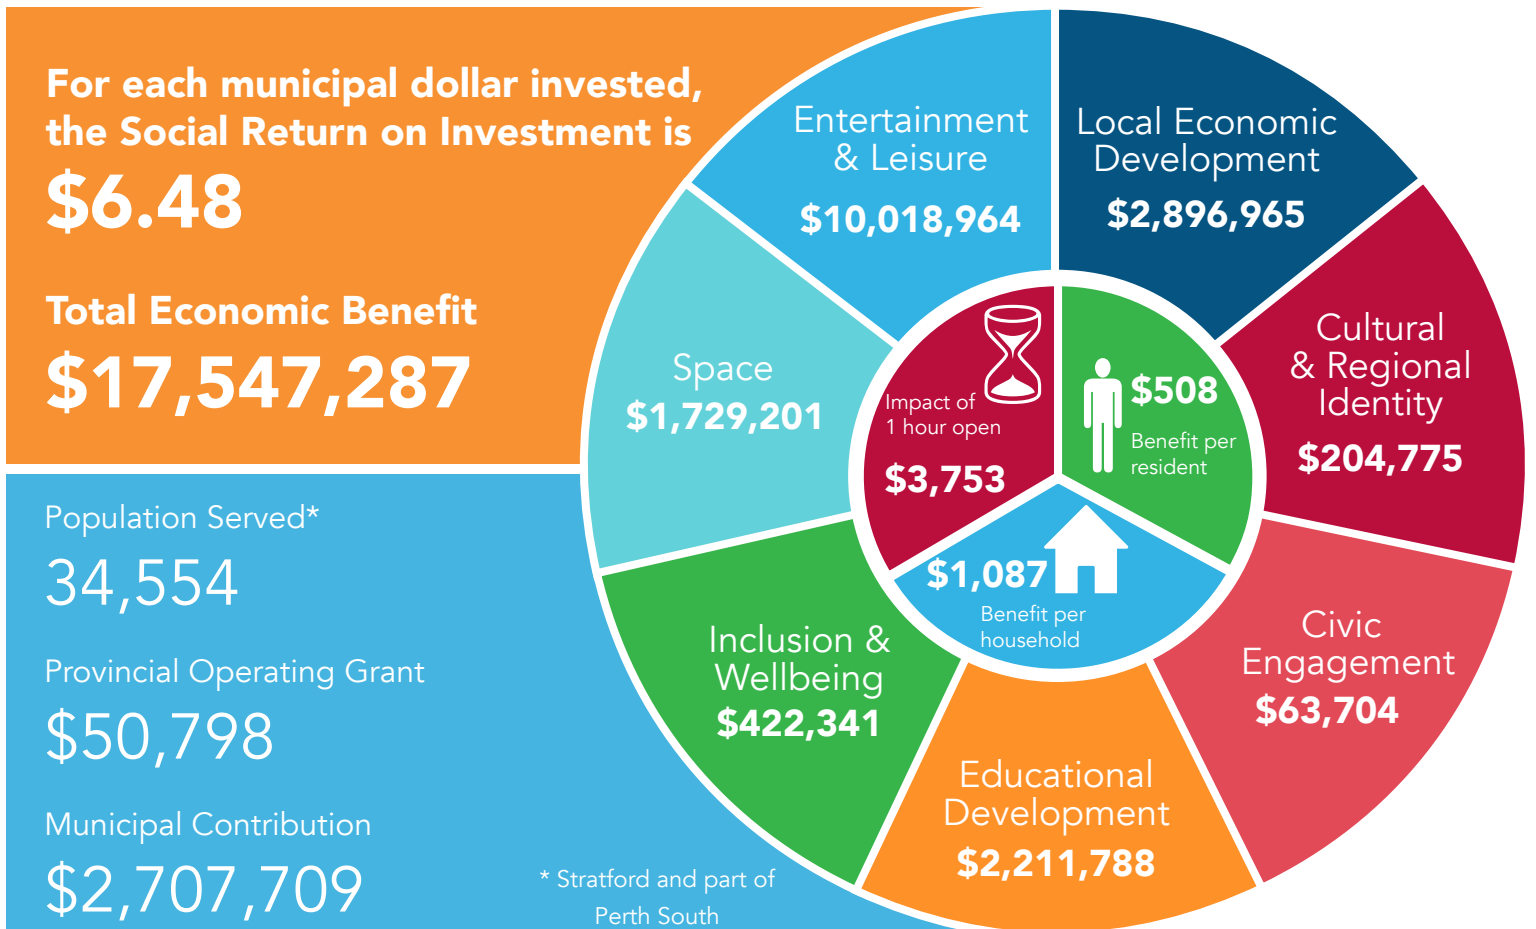 For each municipal dollar invested,
the Social Return on Investment is
$6.48
Total Economic Benefit
$17,547,287
Population Served*
34,554
Provincial Operating Grant
$50,798
Municipal Contribution
$2,707,709
* Stratford and part of
Perth South
Entertainment
& Leisure
$10,018,964
Local Economic
Development
$2,896,965
Cultural
& Regional
Identity
$204,775
Civic
Engagement
$63,704
Educational
Development
$2,211,788
Inclusion &
Wellbeing
$422,341
Space
$1,729,201
Impact of
1 hour open
$3,753
$508
Benefit per
resident
$1,087
Benefit per
household